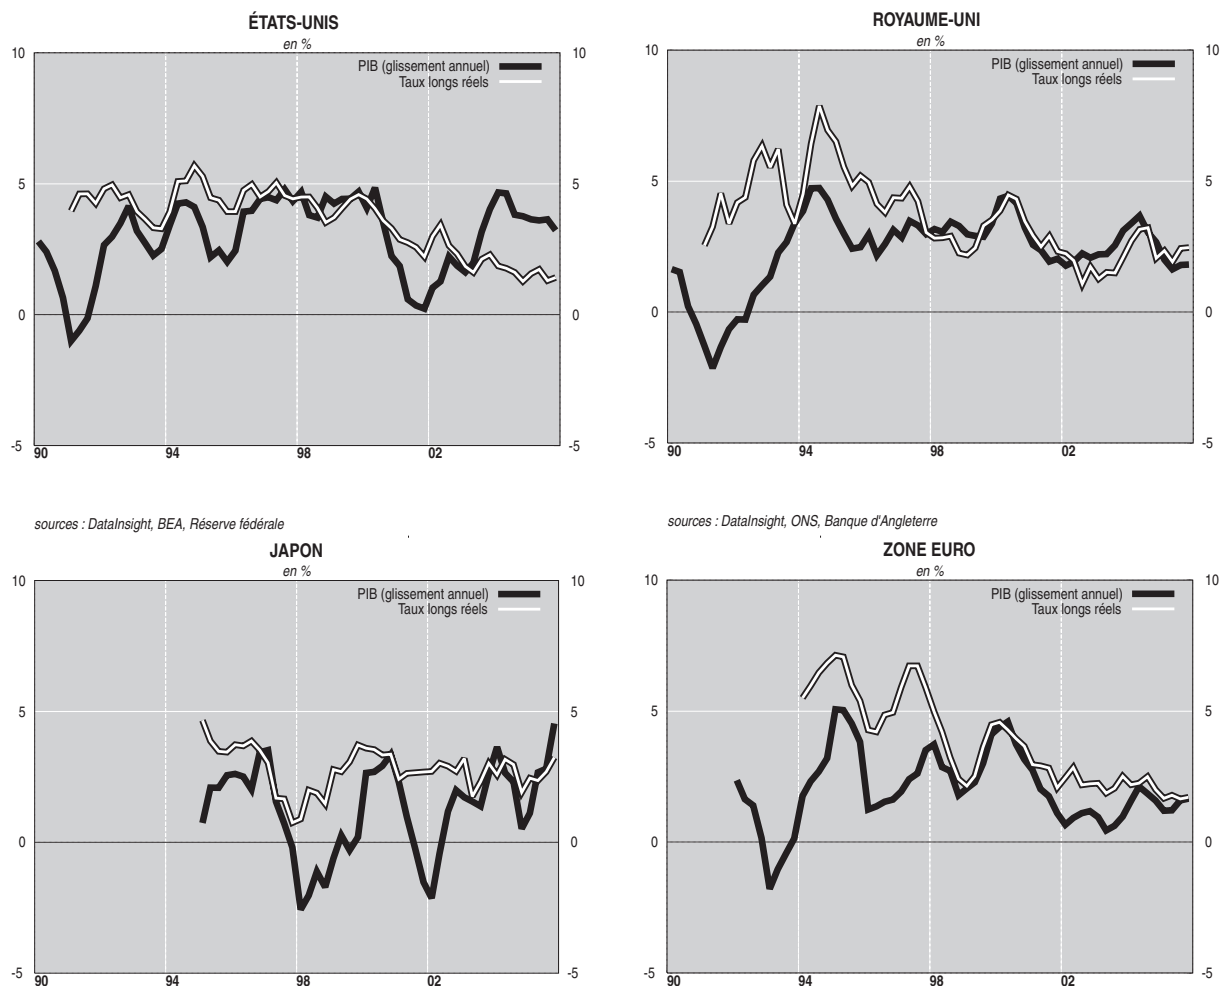 ÉTATS-UNIS
en %
10 10
PIB (glissement annuel)
Taux longs réels
5 5
0 0
-5 -5
90 94 98 02
sources : DataInsight, BEA, Réserve fédérale
ROYAUME-UNI
en %
10 10
PIB (glissement annuel)
Taux longs réels
5 5
0 0
-5 -5
90 94 98 02
sources : DataInsight, ONS, Banque d'Angleterre
JAPON
en %
10 10
PIB (glissement annuel)
Taux longs réels
5 5
0 0
-5 -5
90 94 98 02
ZONE EURO
en %
10 10
PIB (glissement annuel)
Taux longs réels
5 5
0 0
-5 -5
90 94 98 02